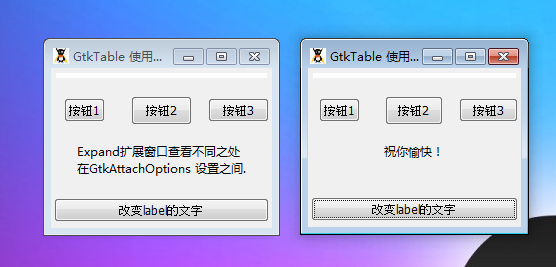 GtkTable 使用...
按钮1 按钮2 按钮3
Expand扩展窗口查看不同之处
在GtkAttachOptions 设置之间.
改变label的文字
GtkTable 使用...
按钮1 按钮2 按钮3
祝你愉快！
改变label的文字